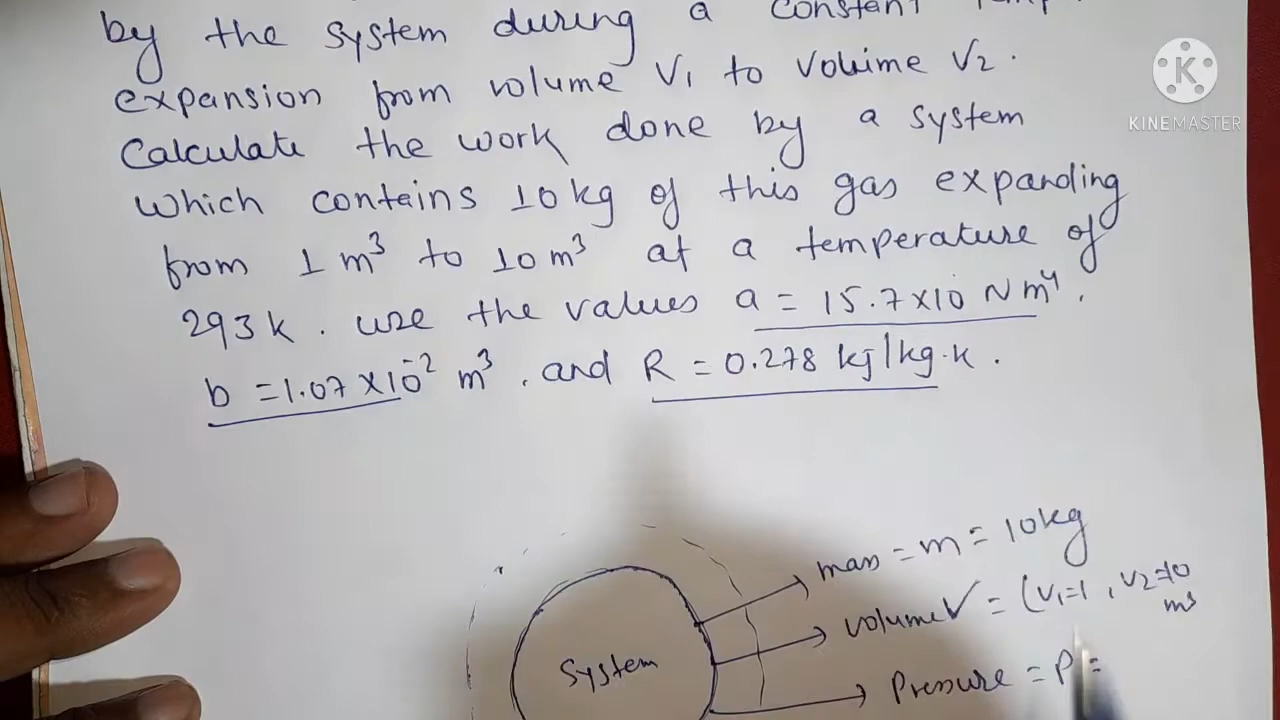 by the system during a constant temp
expansion from volume V₁ to volume V₂.
Calculate the work done by a system
which contains 10 kg of this gas expanding
from 1 m³ to 10 m³ at a temperature of
293 k. use the values a = 15.7×10 Nm⁴,
b = 1.07 × 10⁻² m³, and R = 0.278 kj/kg.k.
KINEMASTER
mass = m = 10kg
volume V = (V₁=1, V₂=10
m³
System
Pressure = P =